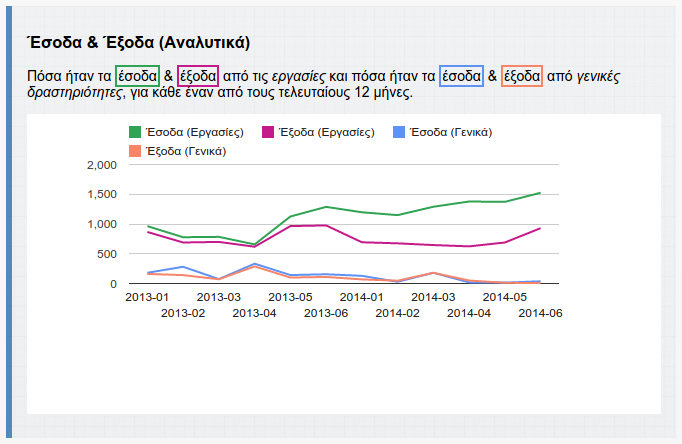 Έσοδα & Έξοδα (Αναλυτικά)
Πόσα ήταν τα έσοδα & έξοδα από τις εργασίες και πόσα ήταν τα έσοδα & έξοδα από γενικές
δραστηριότητες, για κάθε έναν από τους τελευταίους 12 μήνες.
Έσοδα (Εργασίες) Έξοδα (Εργασίες) Έσοδα (Γενικά)
Έξοδα (Γενικά)
2,000
1,500
1,000
500
0
2013-01 2013-03 2013-05 2014-01 2014-03 2014-05
2013-02 2013-04 2013-06 2014-02 2014-04 2014-06